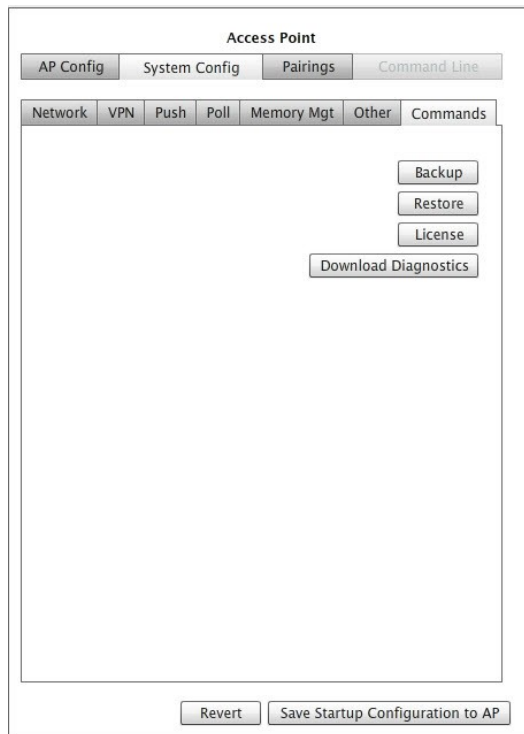 Access Point
AP Config System Config Pairings Command Line
Network VPN Push Poll Memory Mgt Other Commands
Backup
Restore
License
Download Diagnostics
Revert Save Startup Configuration to AP